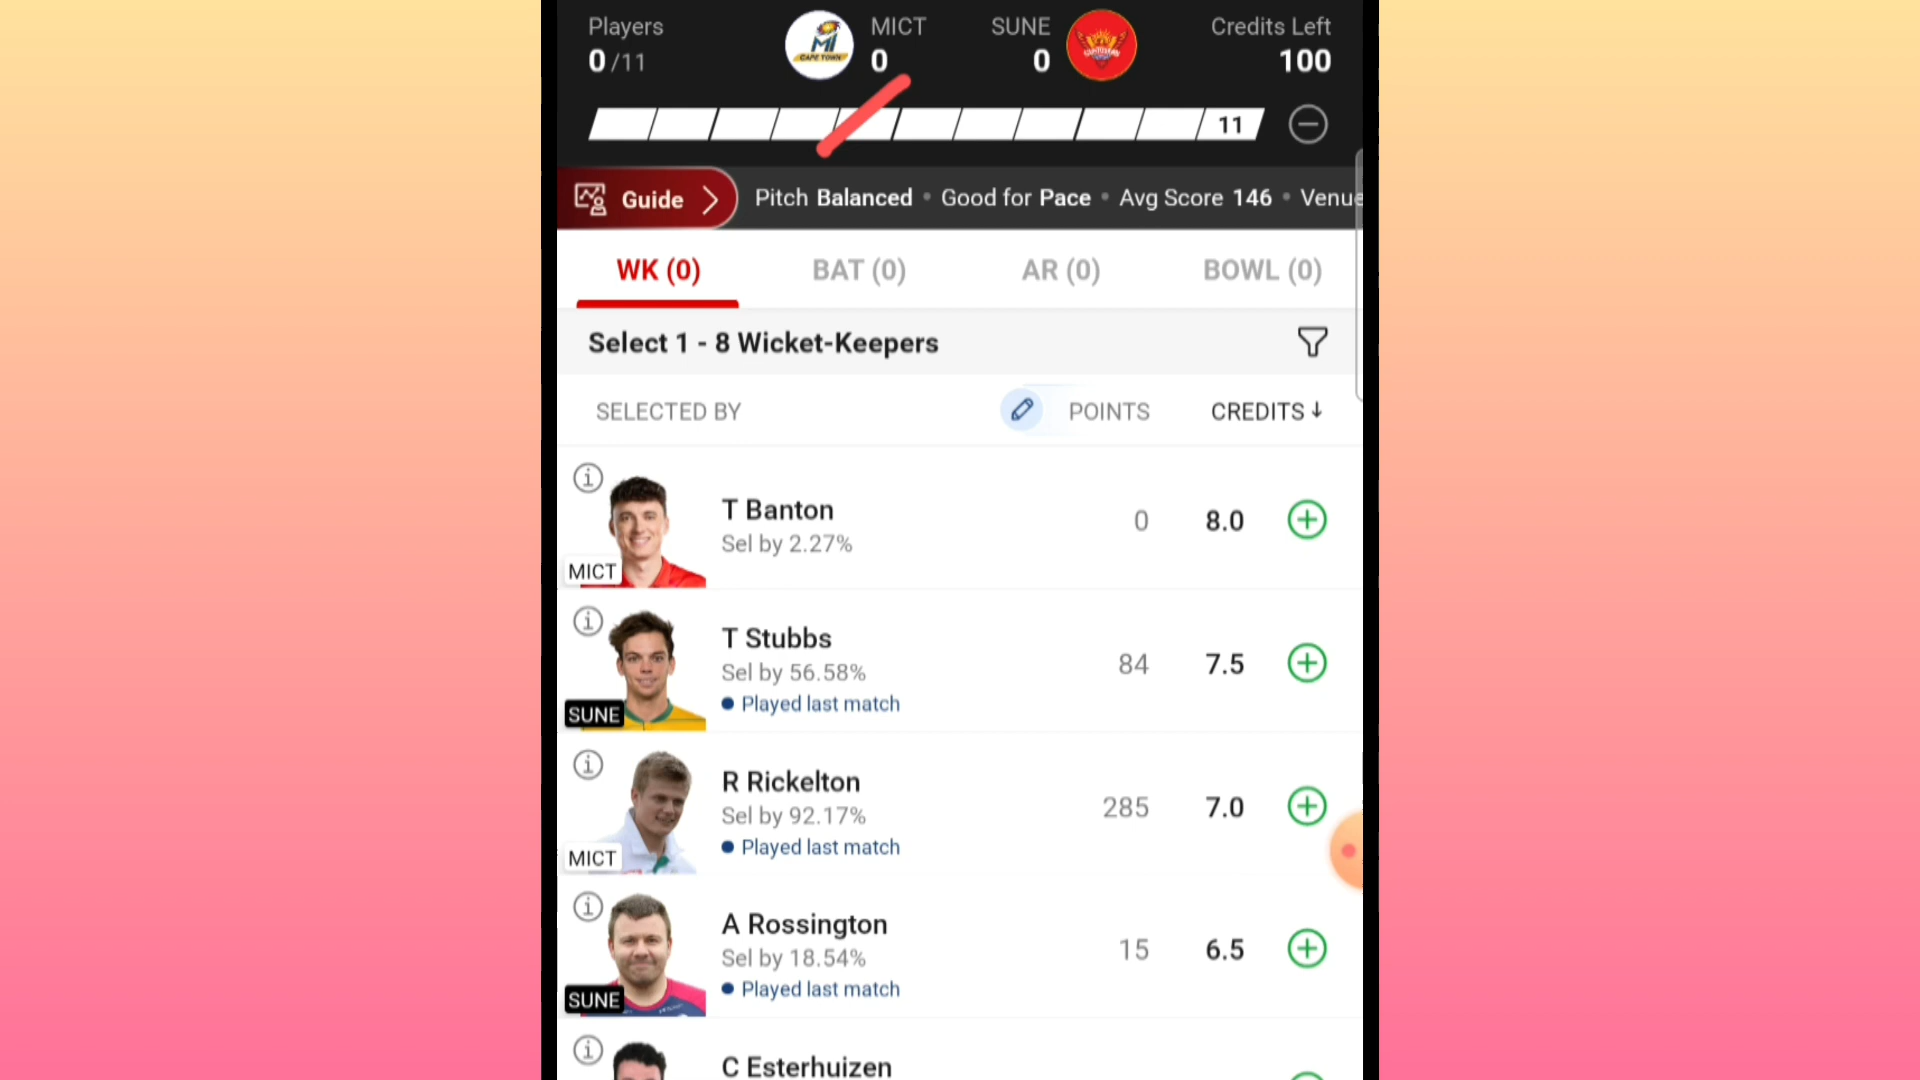 Players
0 /11
MICT
0
SUNE
0
Credits Left
100
MI
CAPE TOWN
11
Guide
Pitch Balanced • Good for Pace • Avg Score 146 • Venue
WK (0)
BAT (0)
AR (0)
BOWL (0)
Select 1 - 8 Wicket-Keepers
SELECTED BY
POINTS
CREDITS ↓
T Banton
Sel by 2.27%
MICT
0
8.0
T Stubbs
Sel by 56.58%
Played last match
SUNE
84
7.5
R Rickelton
Sel by 92.17%
Played last match
MICT
285
7.0
A Rossington
Sel by 18.54%
Played last match
SUNE
15
6.5
C Esterhuizen